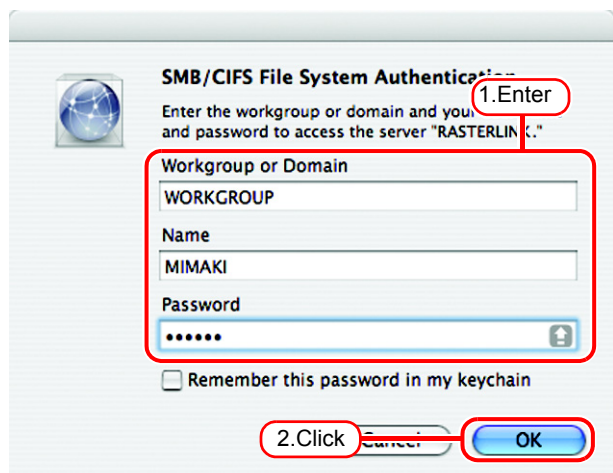 SMB/CIFS File System Authentication
1.Enter
Enter the workgroup or domain and your
and password to access the server "RASTERLINK."
Workgroup or Domain
WORKGROUP
Name
MIMAKI
Password
••••••
Remember this password in my keychain
2.Click
Cancel
OK